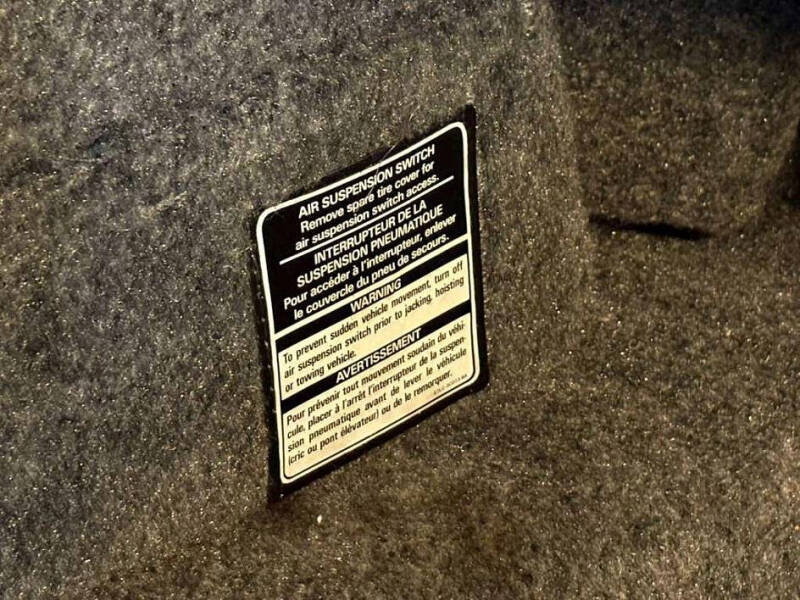 AIR SUSPENSION SWITCH
Remove spare tire cover for
air suspension switch access.
INTERRUPTEUR DE LA
SUSPENSION PNEUMATIQUE
Pour accéder à l'interrupteur, enlever
le couvercle du pneu de secours.
WARNING
To prevent sudden vehicle movement, turn off
air suspension switch prior to jacking, hoisting
or towing vehicle.
AVERTISSEMENT
Pour prévenir tout mouvement soudain du véhi-
cule, placer à l'arrêt l'interrupteur de la suspen-
sion pneumatique avant de lever le véhicule
(cric ou pont élévateur) ou de le remorquer.